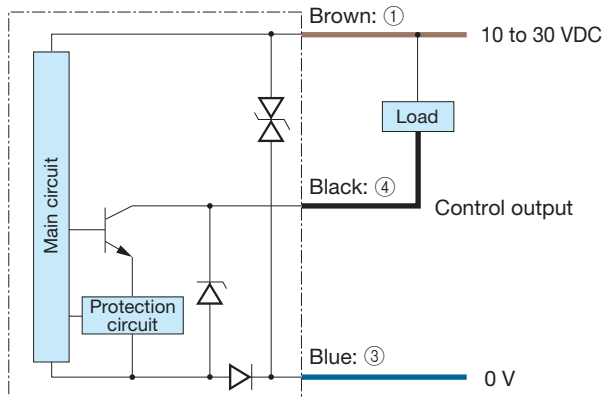 Brown: ①
10 to 30 VDC
Load
Main circuit
Black: ④
Control output
Protection
circuit
Blue: ③
0 V